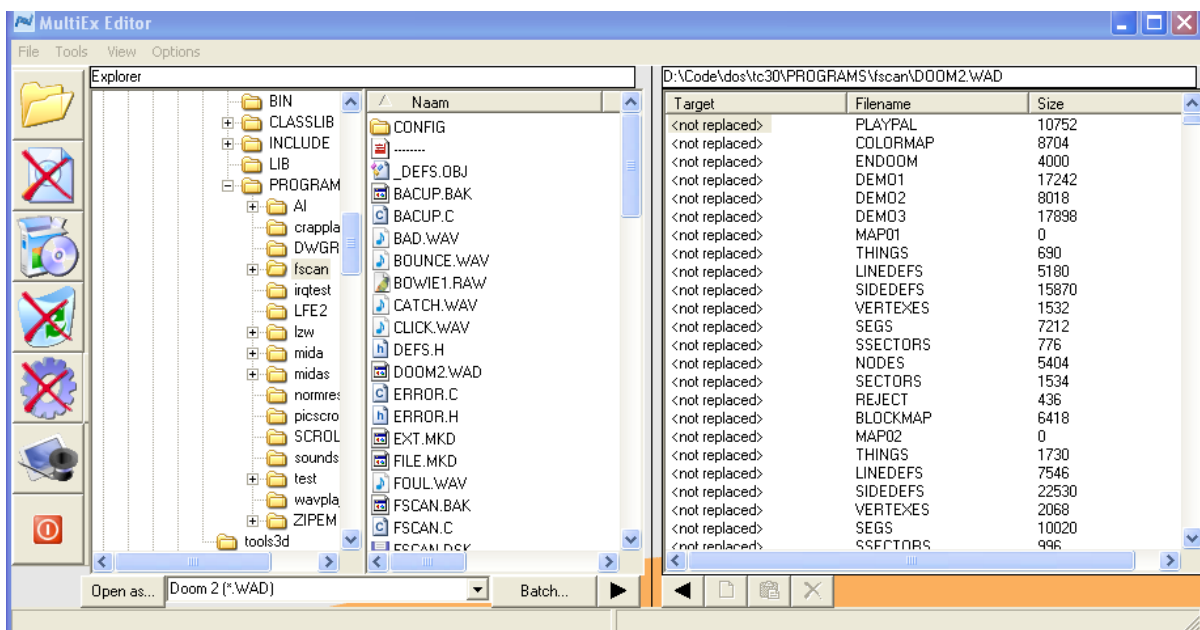 MultiEx Editor
File Tools View Options
Explorer
BIN
CLASSLIB
INCLUDE
LIB
PROGRAM
AI
crappla
DWGR
fscan
irqtest
LFE2
lzw
mida
midas
normres
picscro
SCROL
sounds
test
wavpla
ZIPEM
tools3d
Naam
CONFIG
--------
_DEFS.OBJ
BACUP.BAK
BACUP.C
BAD.WAV
BOUNCE.WAV
BOWIE1.RAW
CATCH.WAV
CLICK.WAV
DEFS.H
DOOM2.WAD
ERROR.C
ERROR.H
EXT.MKD
FILE.MKD
FOUL.WAV
FSCAN.BAK
FSCAN.C
FSCAN.DSK
Open as... Doom 2 (*.WAD) Batch...
D:\Code\dos\tc30\PROGRAMS\fscan\DOOM2.WAD
Target Filename Size
<not replaced> PLAYPAL 10752
<not replaced> COLORMAP 8704
<not replaced> ENDOOM 4000
<not replaced> DEMO1 17242
<not replaced> DEMO2 8018
<not replaced> DEMO3 17898
<not replaced> MAP01 0
<not replaced> THINGS 690
<not replaced> LINEDEFS 5180
<not replaced> SIDEDEFS 15870
<not replaced> VERTEXES 1532
<not replaced> SEGS 7212
<not replaced> SSECTORS 776
<not replaced> NODES 5404
<not replaced> SECTORS 1534
<not replaced> REJECT 436
<not replaced> BLOCKMAP 6418
<not replaced> MAP02 0
<not replaced> THINGS 1730
<not replaced> LINEDEFS 7546
<not replaced> SIDEDEFS 22530
<not replaced> VERTEXES 2068
<not replaced> SEGS 10020
<not replaced> SSECTORS 996